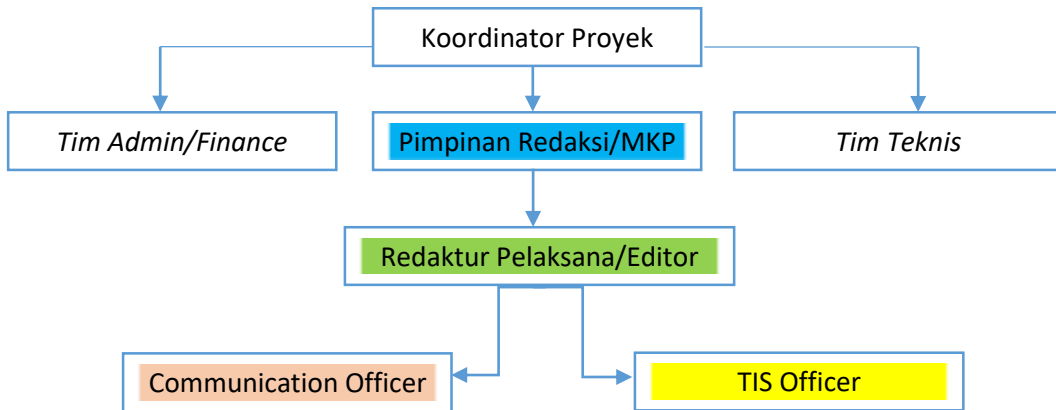 Koordinator Proyek
Tim Admin/Finance
Pimpinan Redaksi/MKP
Tim Teknis
Redaktur Pelaksana/Editor
Communication Officer
TIS Officer